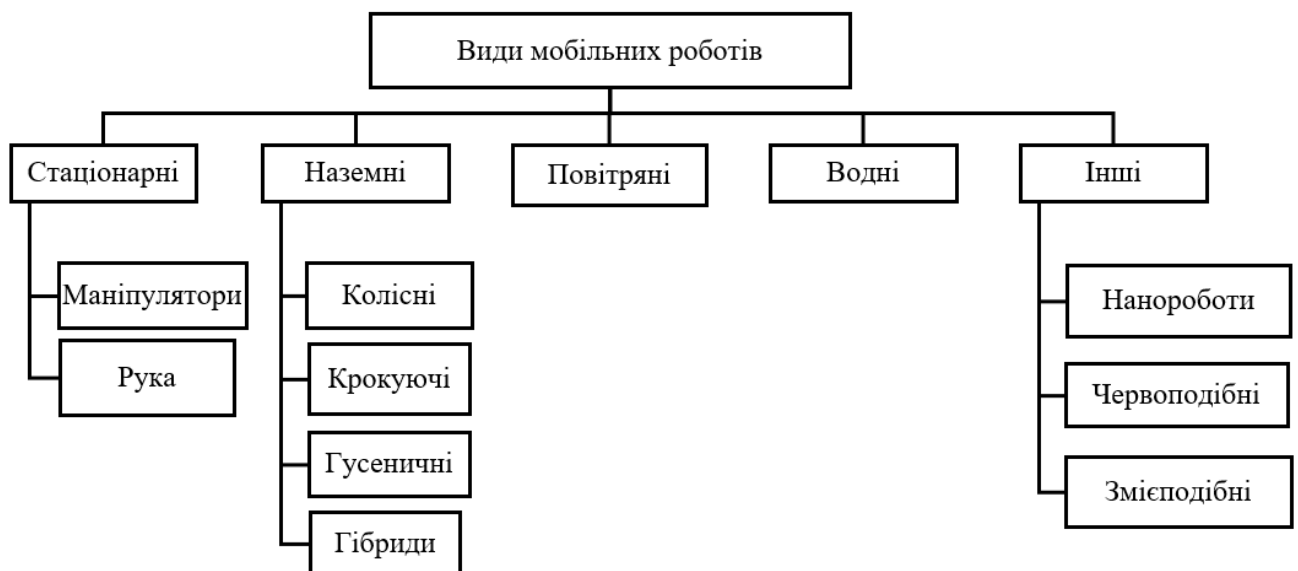 Види мобільних роботів
Стаціонарні
Наземні
Повітряні
Водні
Інші
Маніпулятори
Рука
Колісні
Крокуючі
Гусеничні
Гібриди
Нанороботи
Червоподібні
Змієподібні